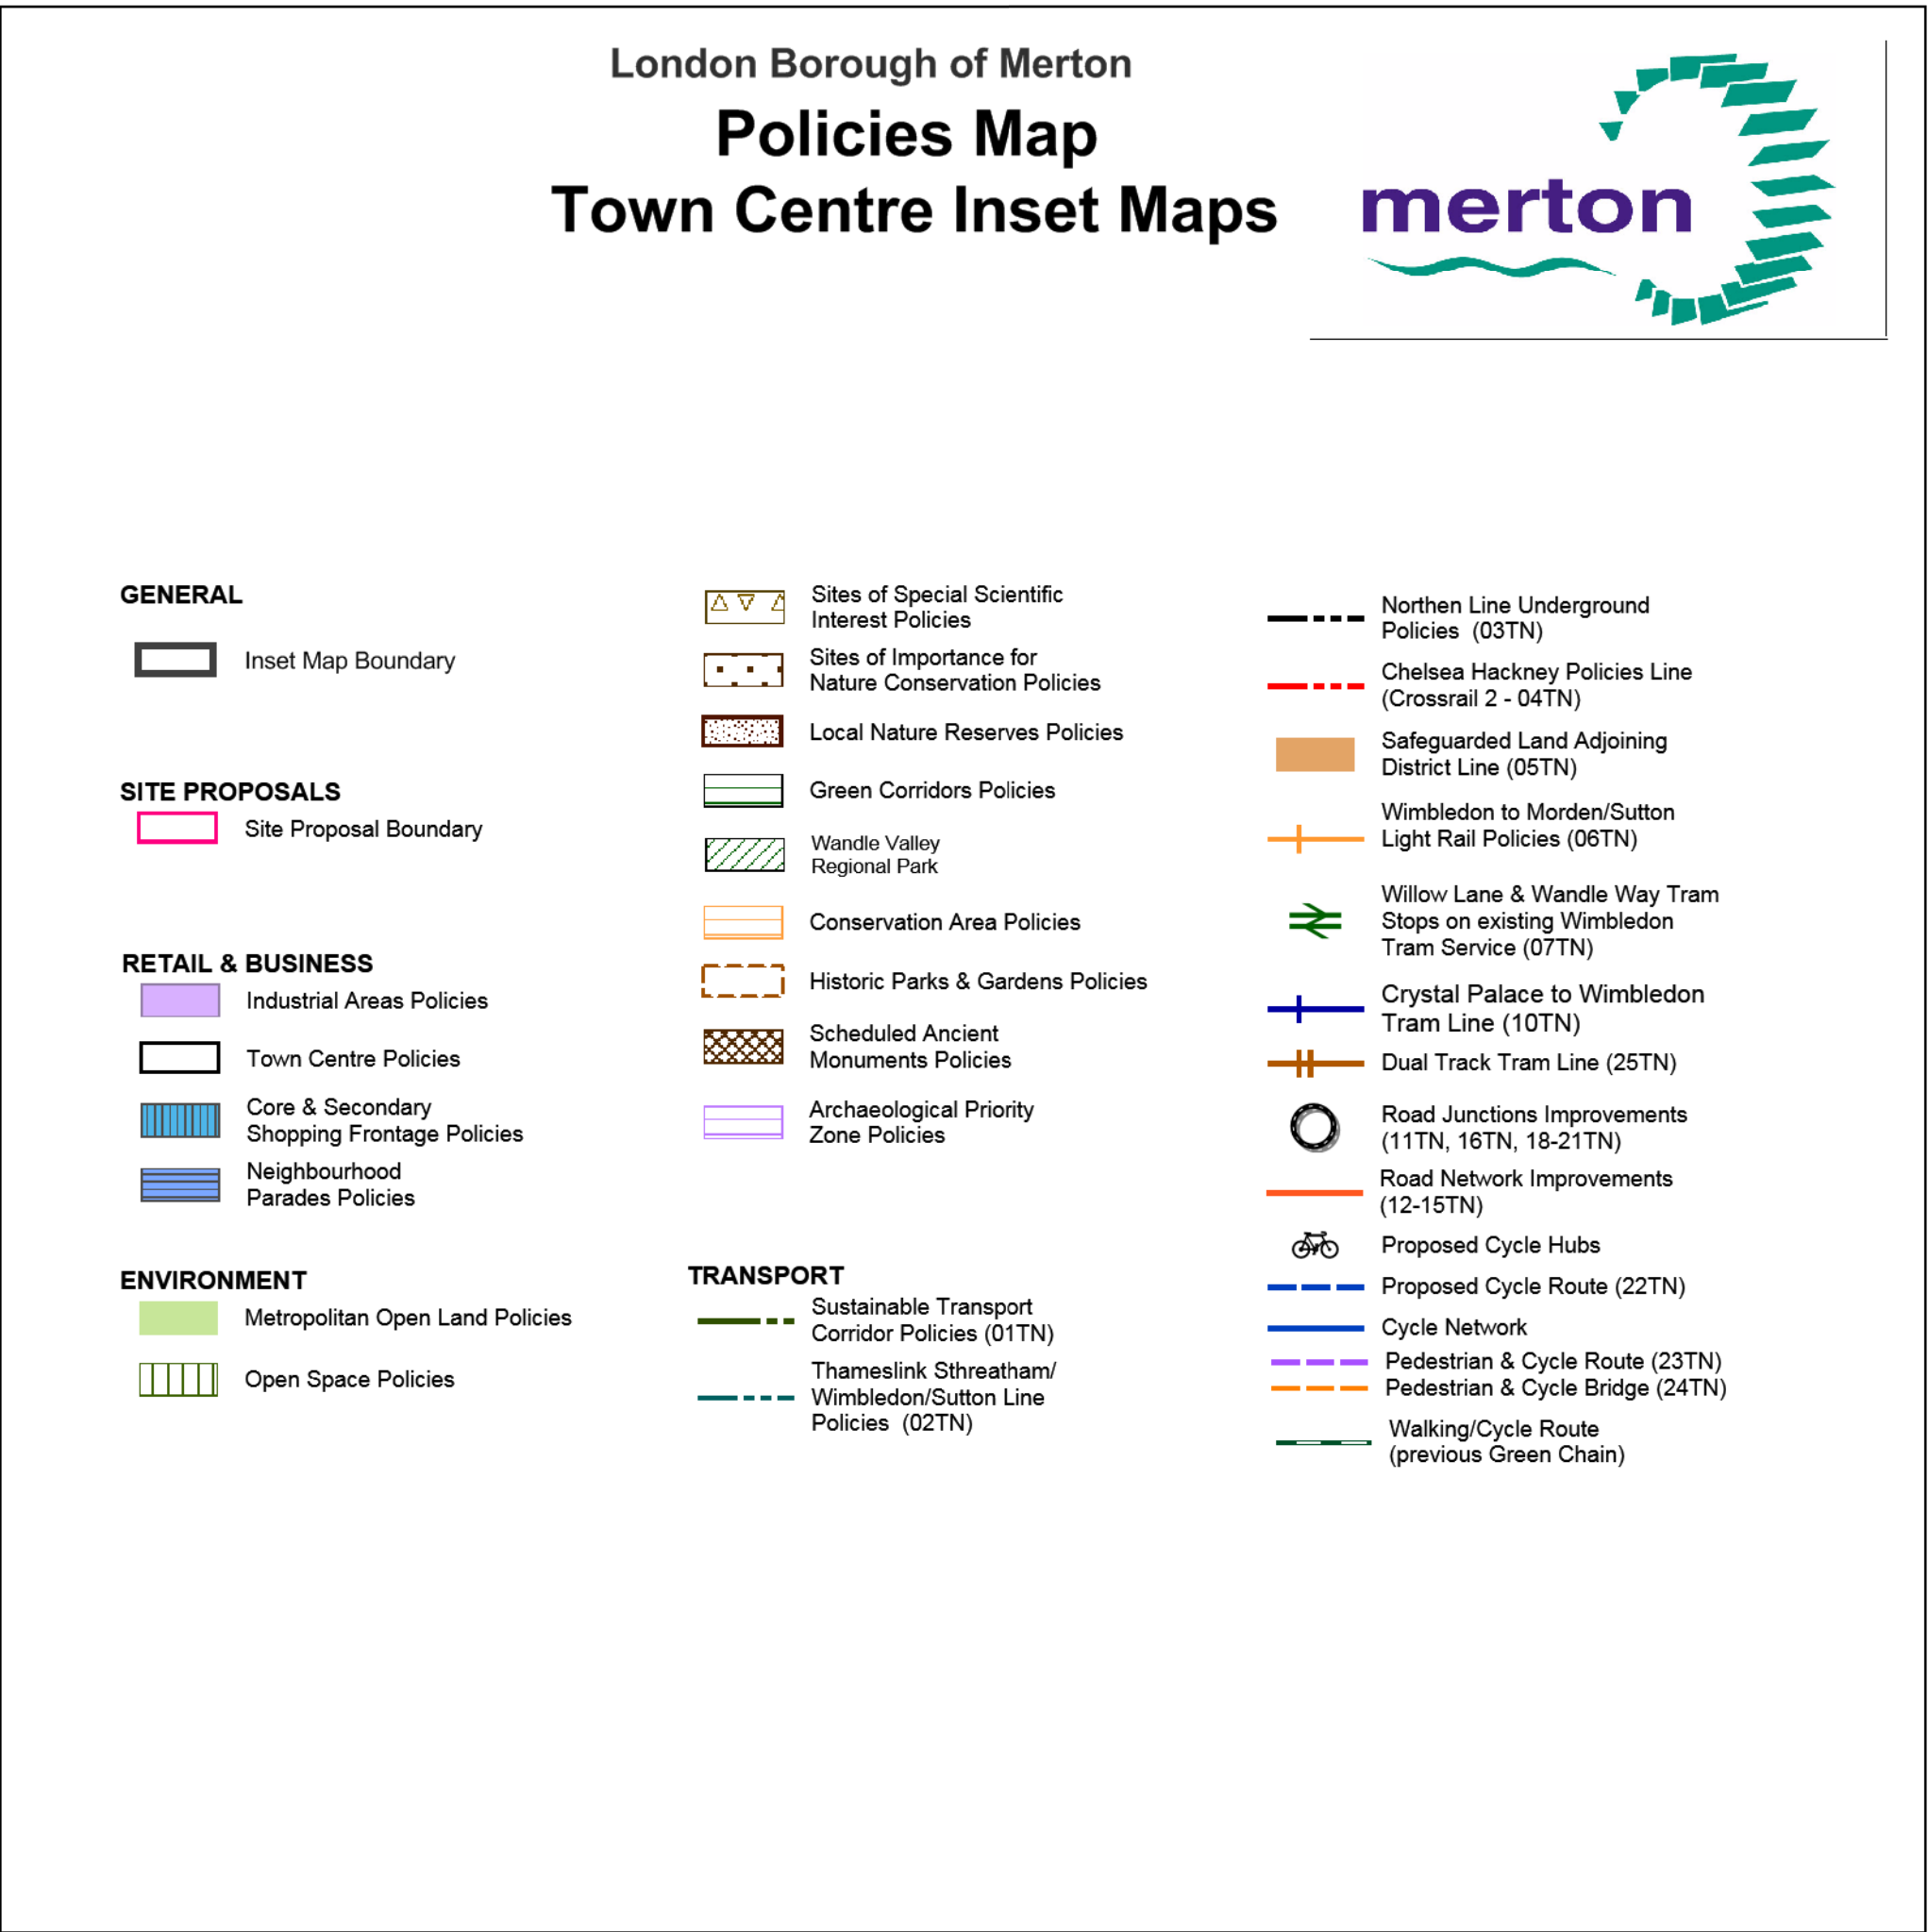 London Borough of Merton
Policies Map
Town Centre Inset Maps
merton
GENERAL
Inset Map Boundary
SITE PROPOSALS
Site Proposal Boundary
RETAIL & BUSINESS
Industrial Areas Policies
Town Centre Policies
Core & Secondary
Shopping Frontage Policies
Neighbourhood
Parades Policies
ENVIRONMENT
Metropolitan Open Land Policies
Open Space Policies
Sites of Special Scientific
Interest Policies
Sites of Importance for
Nature Conservation Policies
Local Nature Reserves Policies
Green Corridors Policies
Wandle Valley
Regional Park
Conservation Area Policies
Historic Parks & Gardens Policies
Scheduled Ancient
Monuments Policies
Archaeological Priority
Zone Policies
TRANSPORT
Sustainable Transport
Corridor Policies (01TN)
Thameslink Sthreatham/
Wimbledon/Sutton Line
Policies (02TN)
Northen Line Underground
Policies (03TN)
Chelsea Hackney Policies Line
(Crossrail 2 - 04TN)
Safeguarded Land Adjoining
District Line (05TN)
Wimbledon to Morden/Sutton
Light Rail Policies (06TN)
Willow Lane & Wandle Way Tram
Stops on existing Wimbledon
Tram Service (07TN)
Crystal Palace to Wimbledon
Tram Line (10TN)
Dual Track Tram Line (25TN)
Road Junctions Improvements
(11TN, 16TN, 18-21TN)
Road Network Improvements
(12-15TN)
Proposed Cycle Hubs
Proposed Cycle Route (22TN)
Cycle Network
Pedestrian & Cycle Route (23TN)
Pedestrian & Cycle Bridge (24TN)
Walking/Cycle Route
(previous Green Chain)